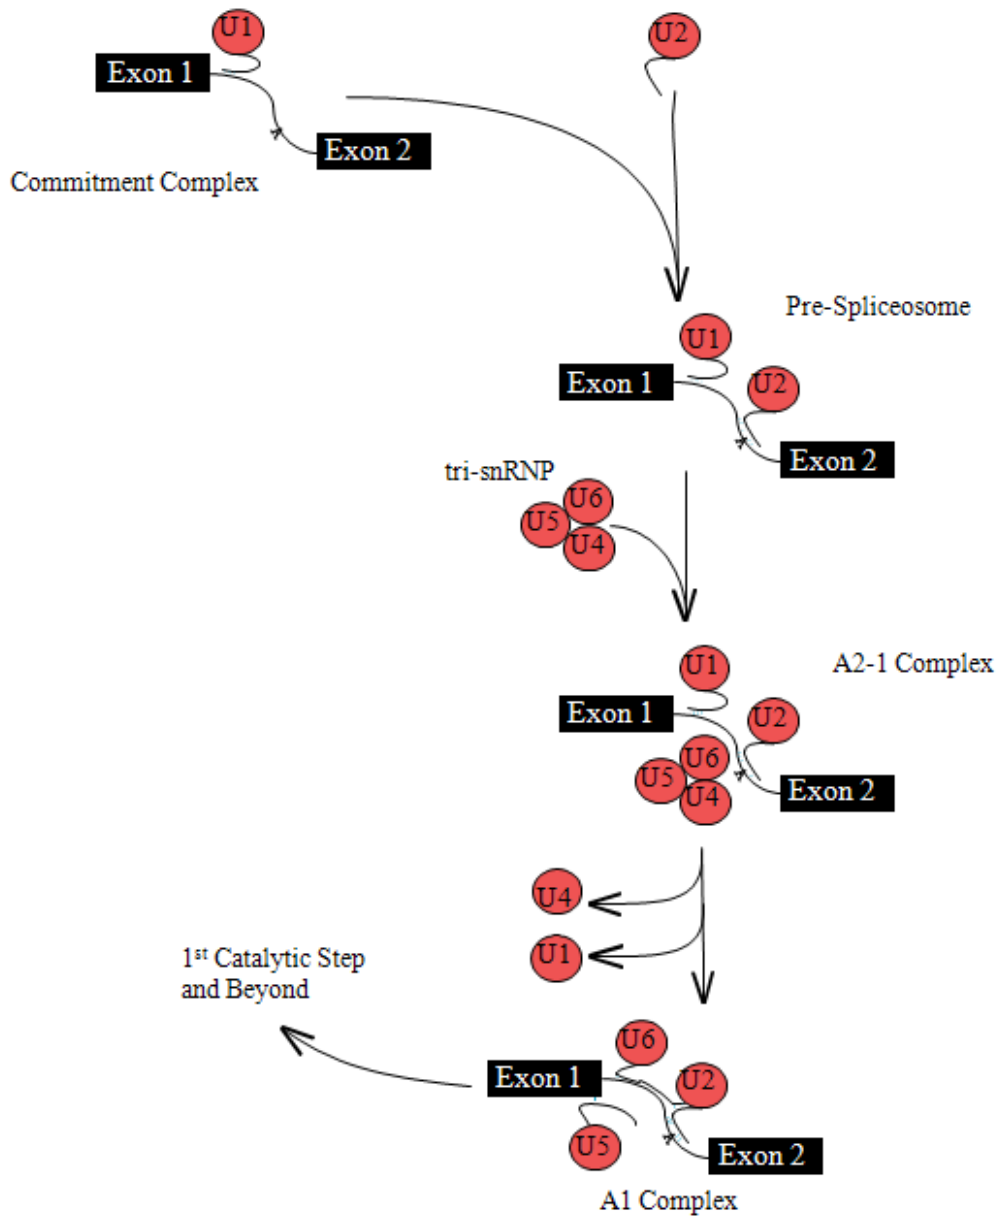 U1
U2
Exon 1
Exon 2
Commitment Complex
Pre-Spliceosome
U1
Exon 1
U2
Exon 2
tri-snRNP
U6
U5
U4
A2-1 Complex
U1
Exon 1
U2
U6
U5
U4
Exon 2
U4
U1
1st Catalytic Step
and Beyond
U6
Exon 1
U2
U5
Exon 2
A1 Complex